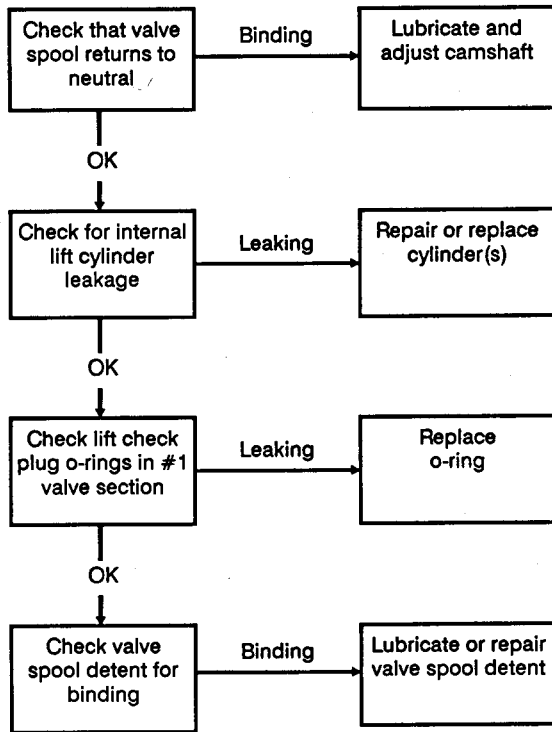 Check that valve
spool returns to
neutral
Binding
Lubricate and
adjust camshaft
OK
Check for internal
lift cylinder
leakage
Leaking
Repair or replace
cylinder(s)
OK
Check lift check
plug o-rings in #1
valve section
Leaking
Replace
o-ring
OK
Check valve
spool detent for
binding
Binding
Lubricate or repair
valve spool detent